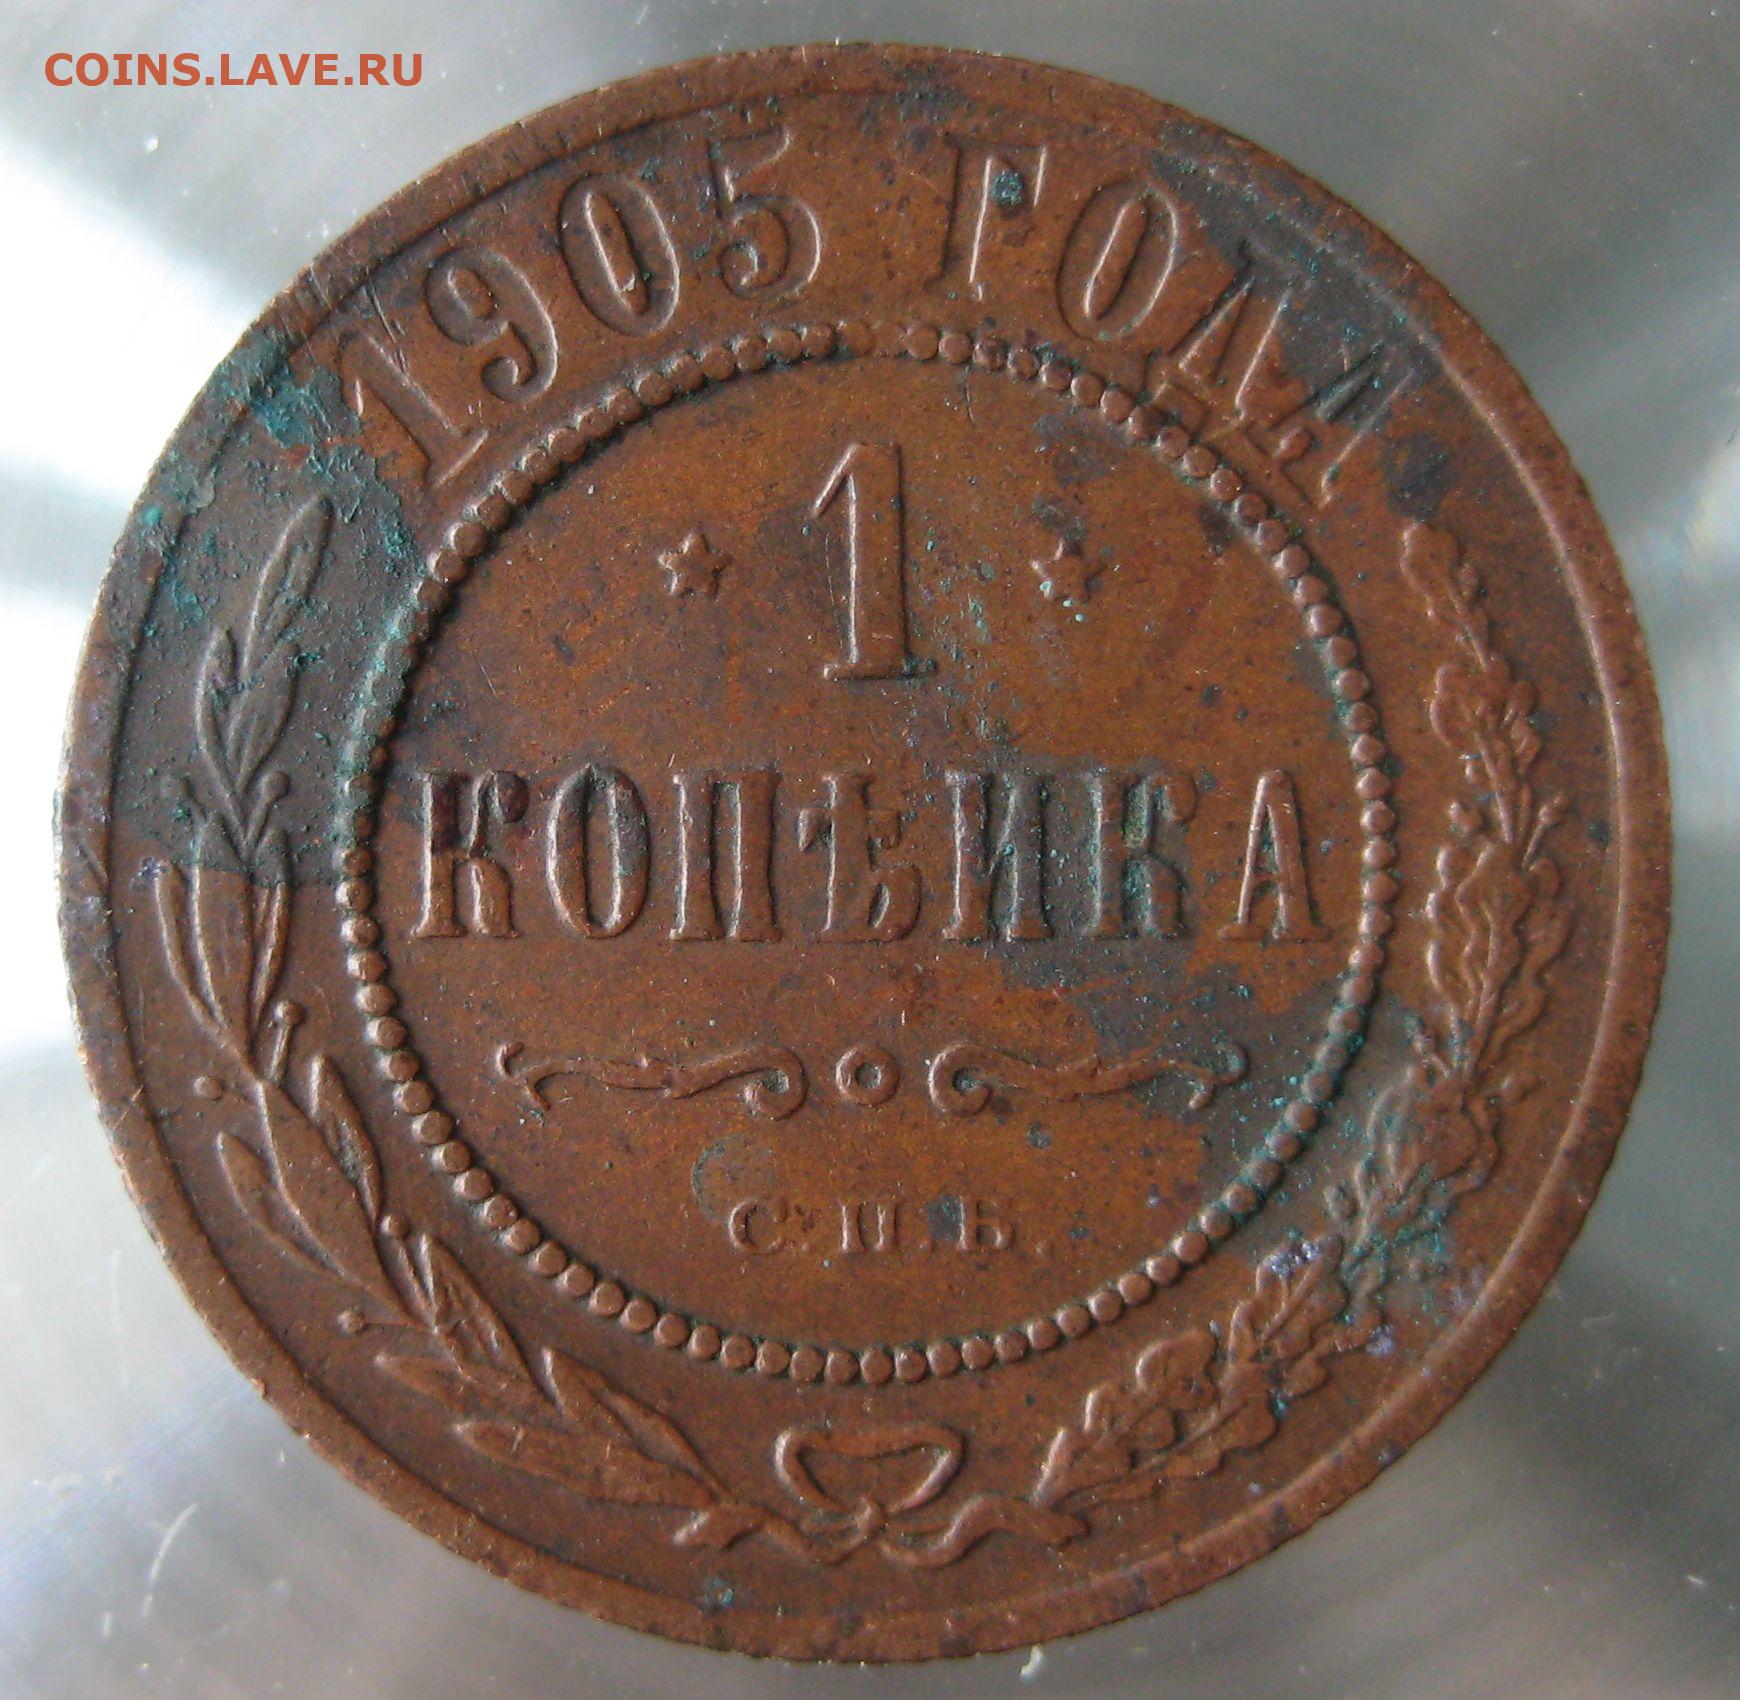 COINS.LAVE.RU
1905 ГОДА
1
КОПѢЙКА
С.П.Б.